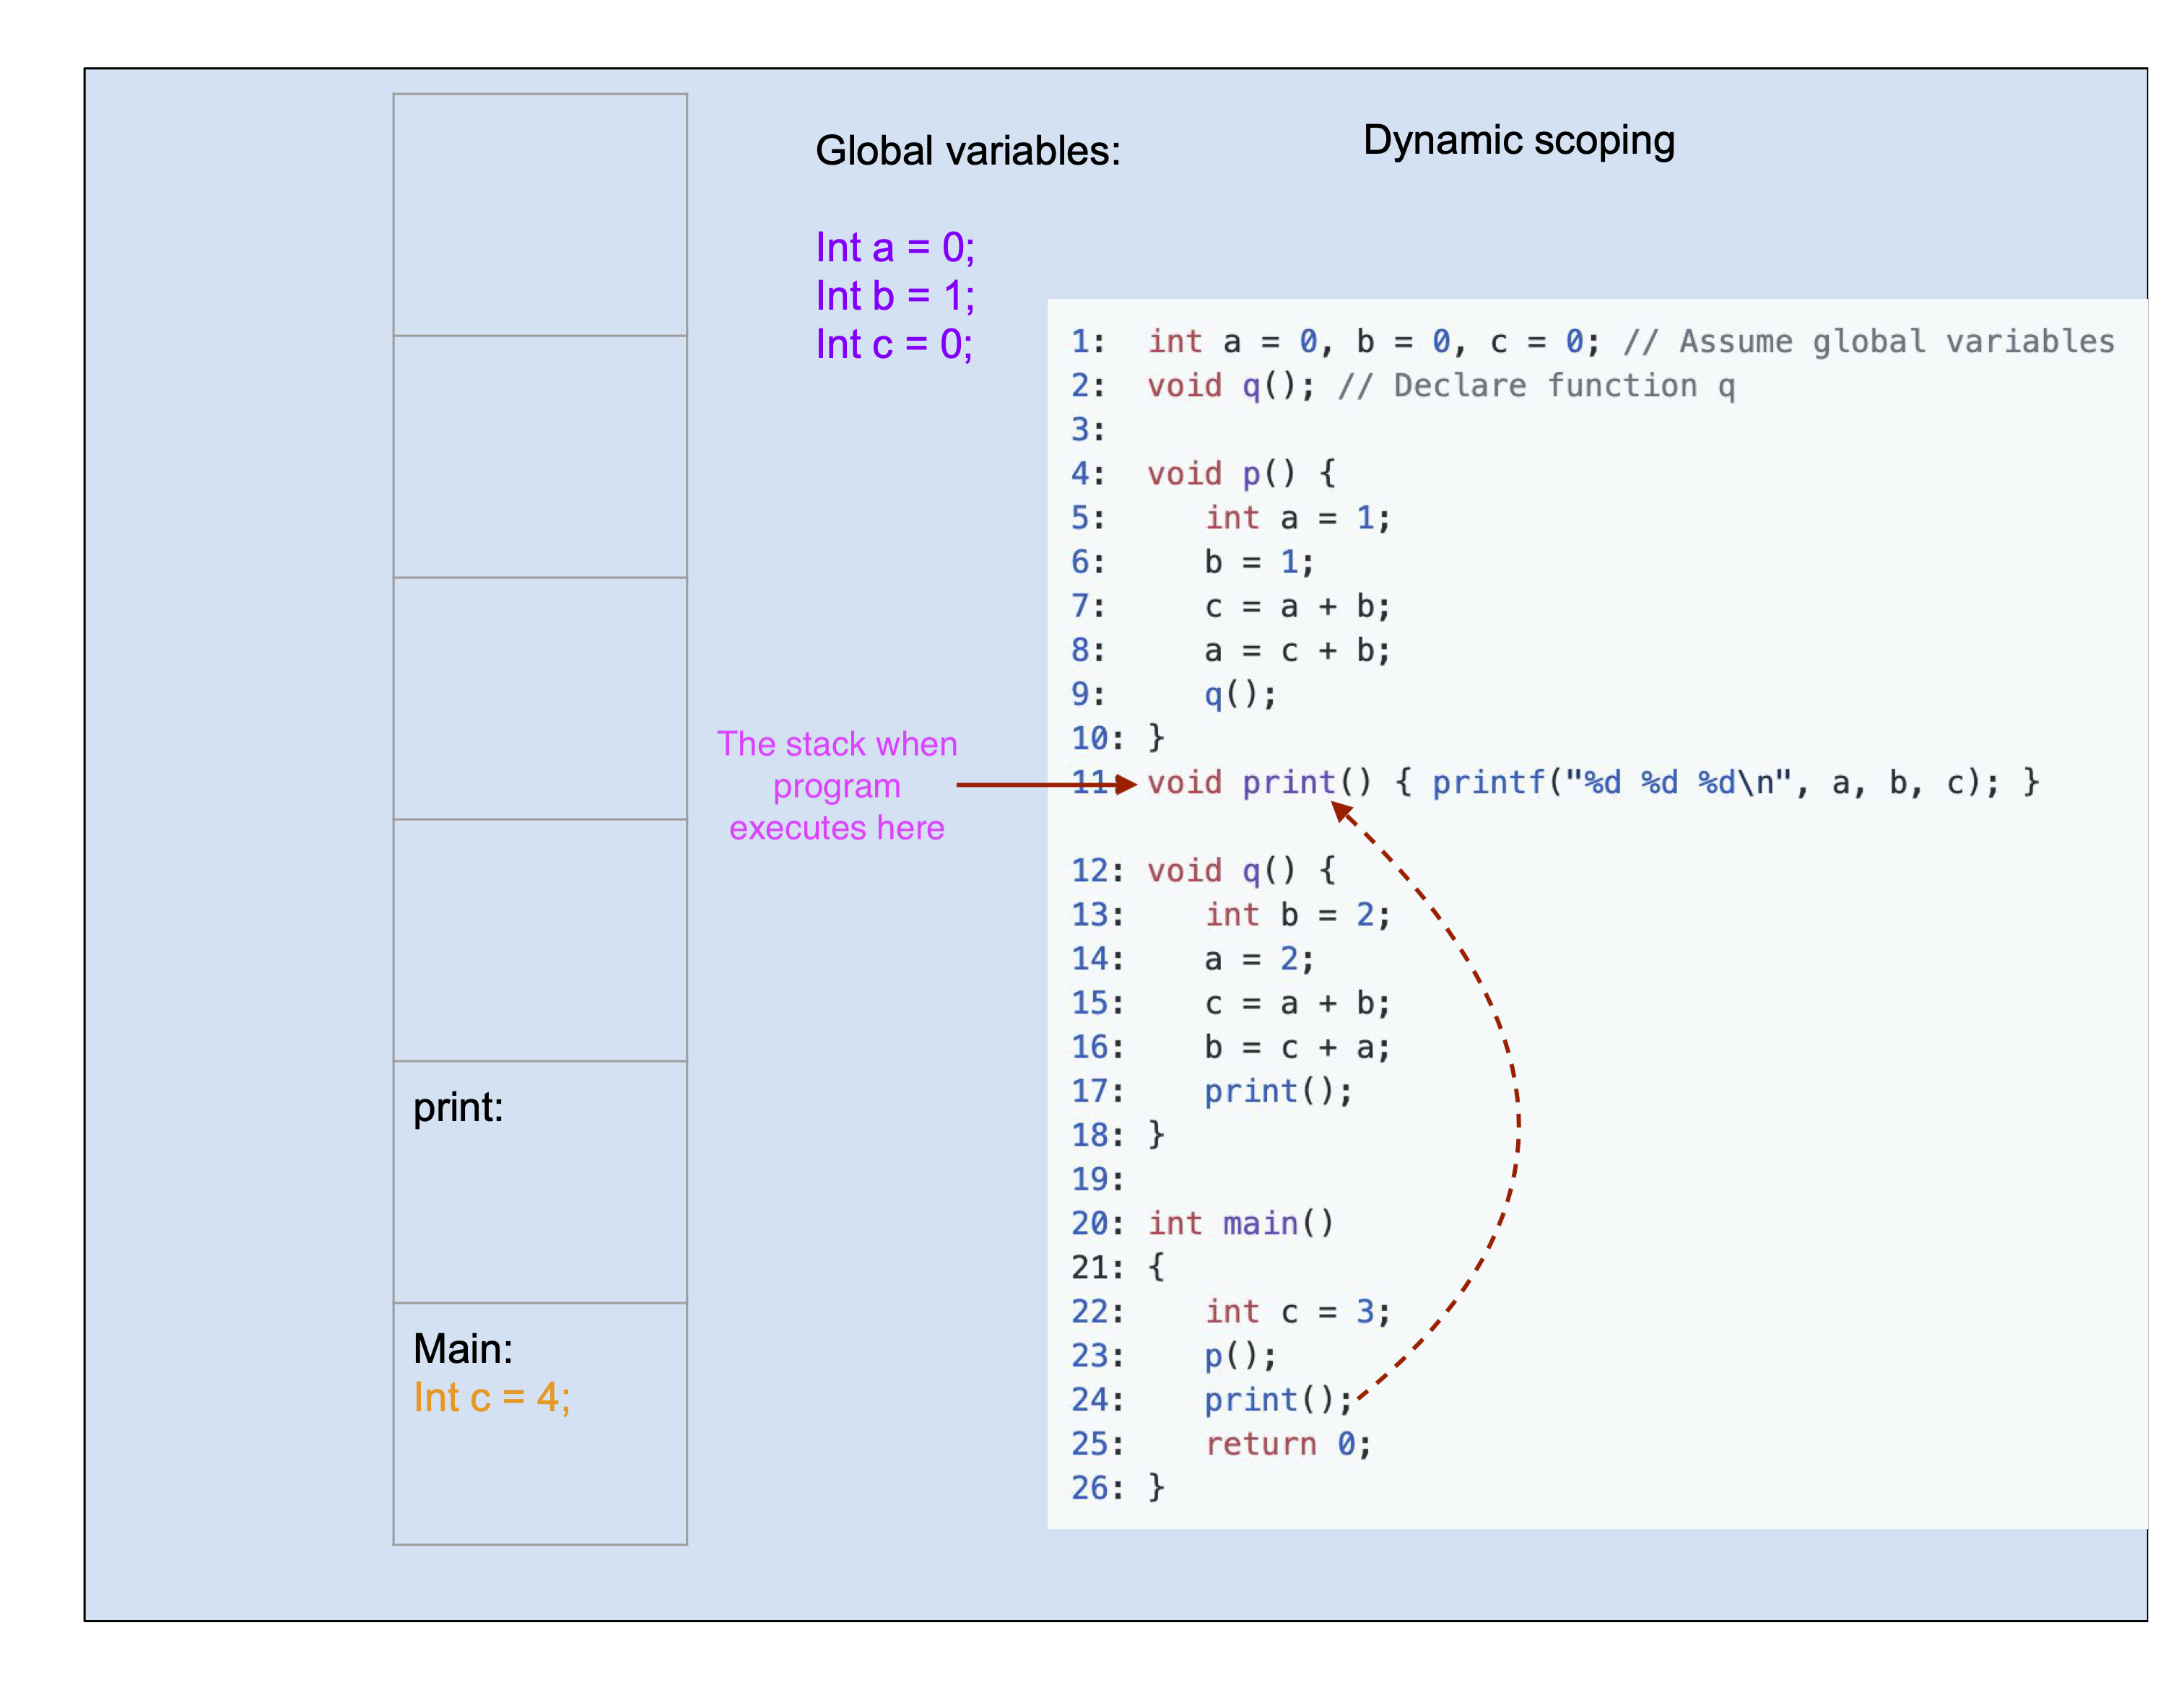 Global variables:
Dynamic scoping
Int a = 0;
Int b = 1;
Int c = 0;
1: int a = 0, b = 0, c = 0; // Assume global variables
2: void q(); // Declare function q
3:
4: void p() {
5: int a = 1;
6: b = 1;
7: c = a + b;
8: a = c + b;
9: q();
10: }
11: void print() { printf("%d %d %d\n", a, b, c); }
12: void q() {
13: int b = 2;
14: a = 2;
15: c = a + b;
16: b = c + a;
17: print();
18: }
19:
20: int main()
21: {
22: int c = 3;
23: p();
24: print();
25: return 0;
26: }
The stack when
program
executes here
print:
Main:
Int c = 4;